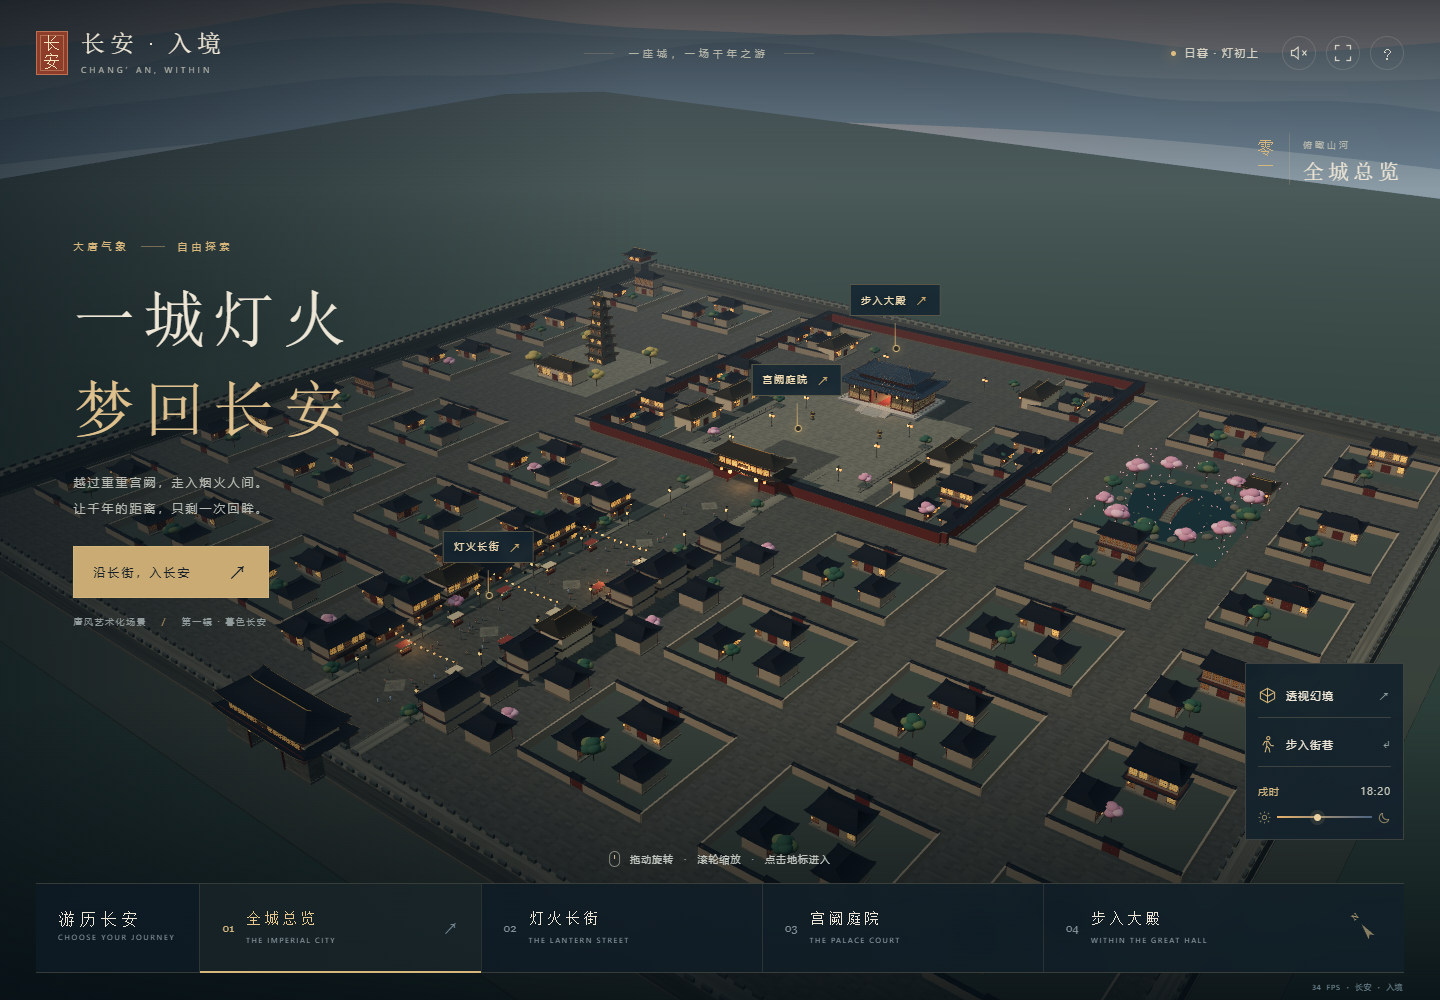 长安
长安 · 入境
CHANG' AN, WITHIN
一座城，一场千年之游
日暮 · 灯初上
?
零
俯瞰山河
全城总览
大唐气象 — 自由探索
一城灯火
梦回长安
越过重重宫阙，走入烟火人间。
让千年的距离，只剩一次回眸。
沿长街，入长安 ↗
唐风艺术化场景 / 第一辑 · 暮色长安
步入大殿 ↗
宫阙庭院 ↗
灯火长街 ↗
透视幻境 ↗
步入街巷
戌时 18:20
拖动旋转 · 滚轮缩放 · 点击地标进入
游历长安
CHOOSE YOUR JOURNEY
01 全城总览 ↗
THE IMPERIAL CITY
02 灯火长街
THE LANTERN STREET
03 宫阙庭院
THE PALACE COURT
04 步入大殿
WITHIN THE GREAT HALL
34 FPS · 长安 · 入境